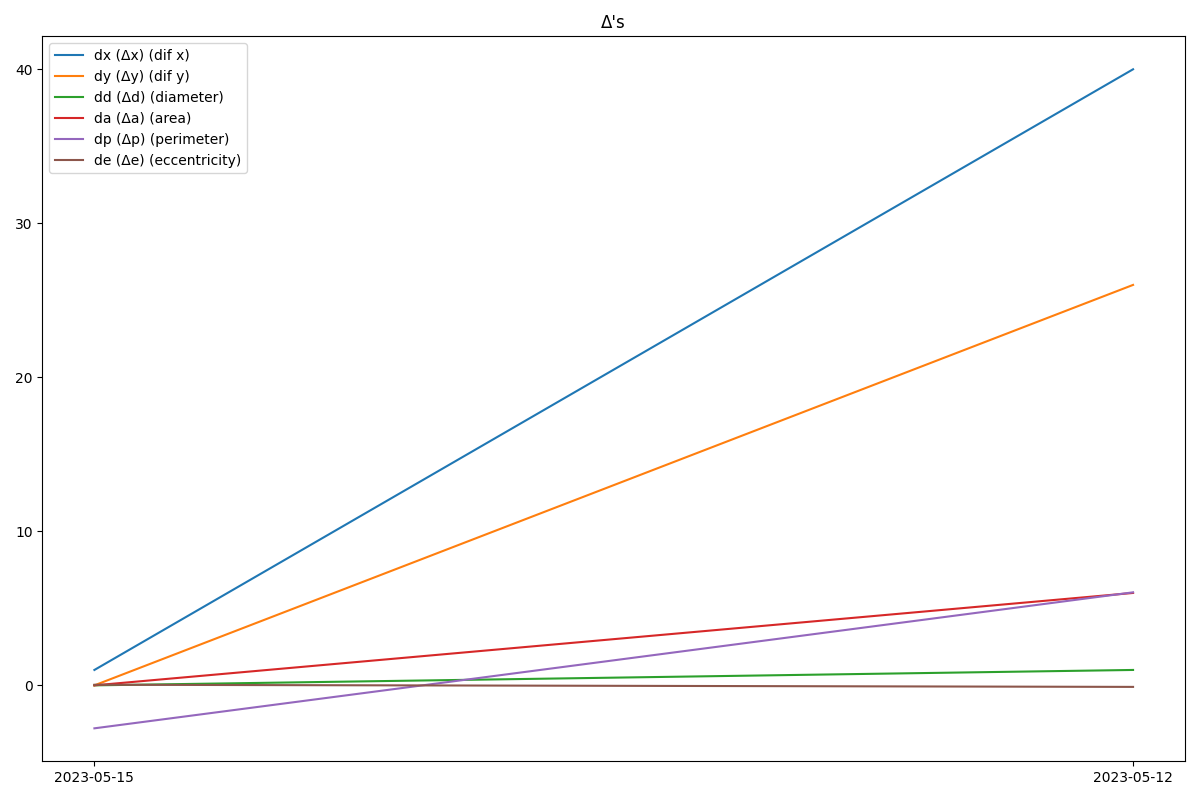 Δ's
dx (Δx) (dif x)
dy (Δy) (dif y)
dd (Δd) (diameter)
da (Δa) (area)
dp (Δp) (perimeter)
de (Δe) (eccentricity)
40
30
20
10
0
2023-05-15
2023-05-12